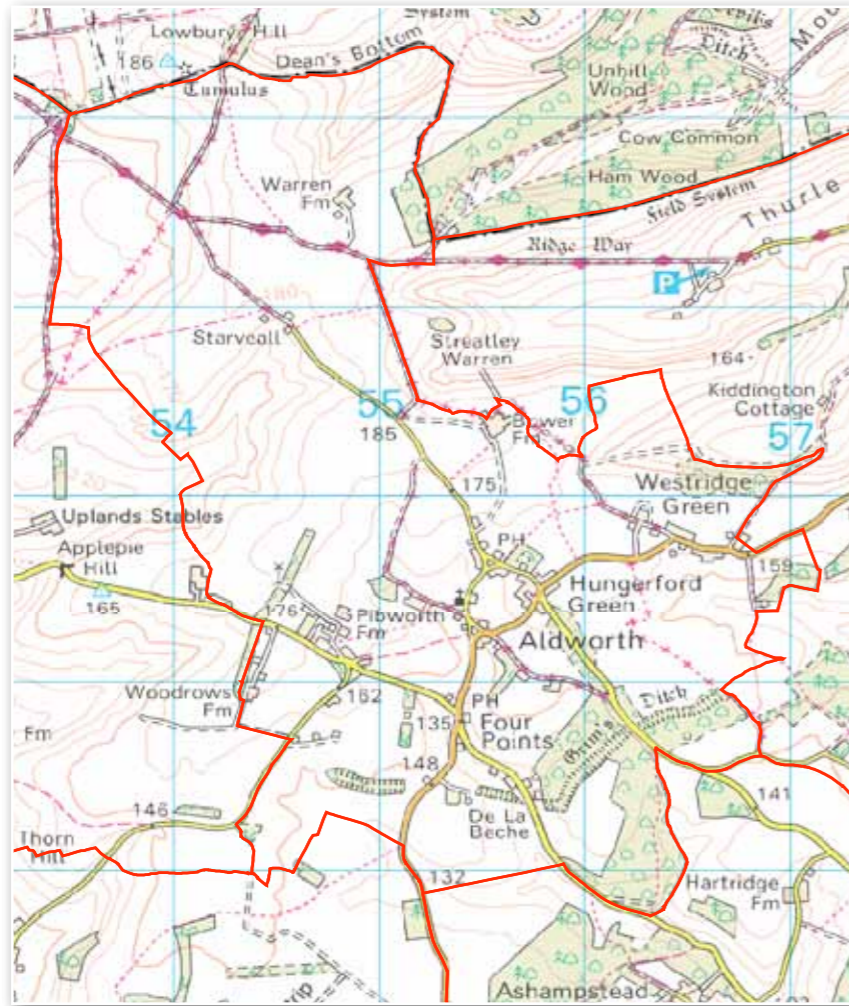 System
Lowbury Hill
186
Dean's Bottom
Tumulus
Ditch
Unhill
Wood
Cow Common
Ham Wood
Warren
Fm
Field System
Thurle
Ridge Way
P
180
Starveall
Streatley
Warren
164
Kiddington
Cottage
54
55
56
57
185
Bower
Fm
175
Westridge
Green
Uplands Stables
Applepie
Hill
165
PH
159
Hungerford
Green
176
Pibworth
Fm
Aldworth
Woodrows
Fm
162
Ditch
Grim's
PH
135
Four
Points
Fm
148
146
De La
Beche
141
Thorn
Hill
132
Hartridge
Fm
Ashampstead